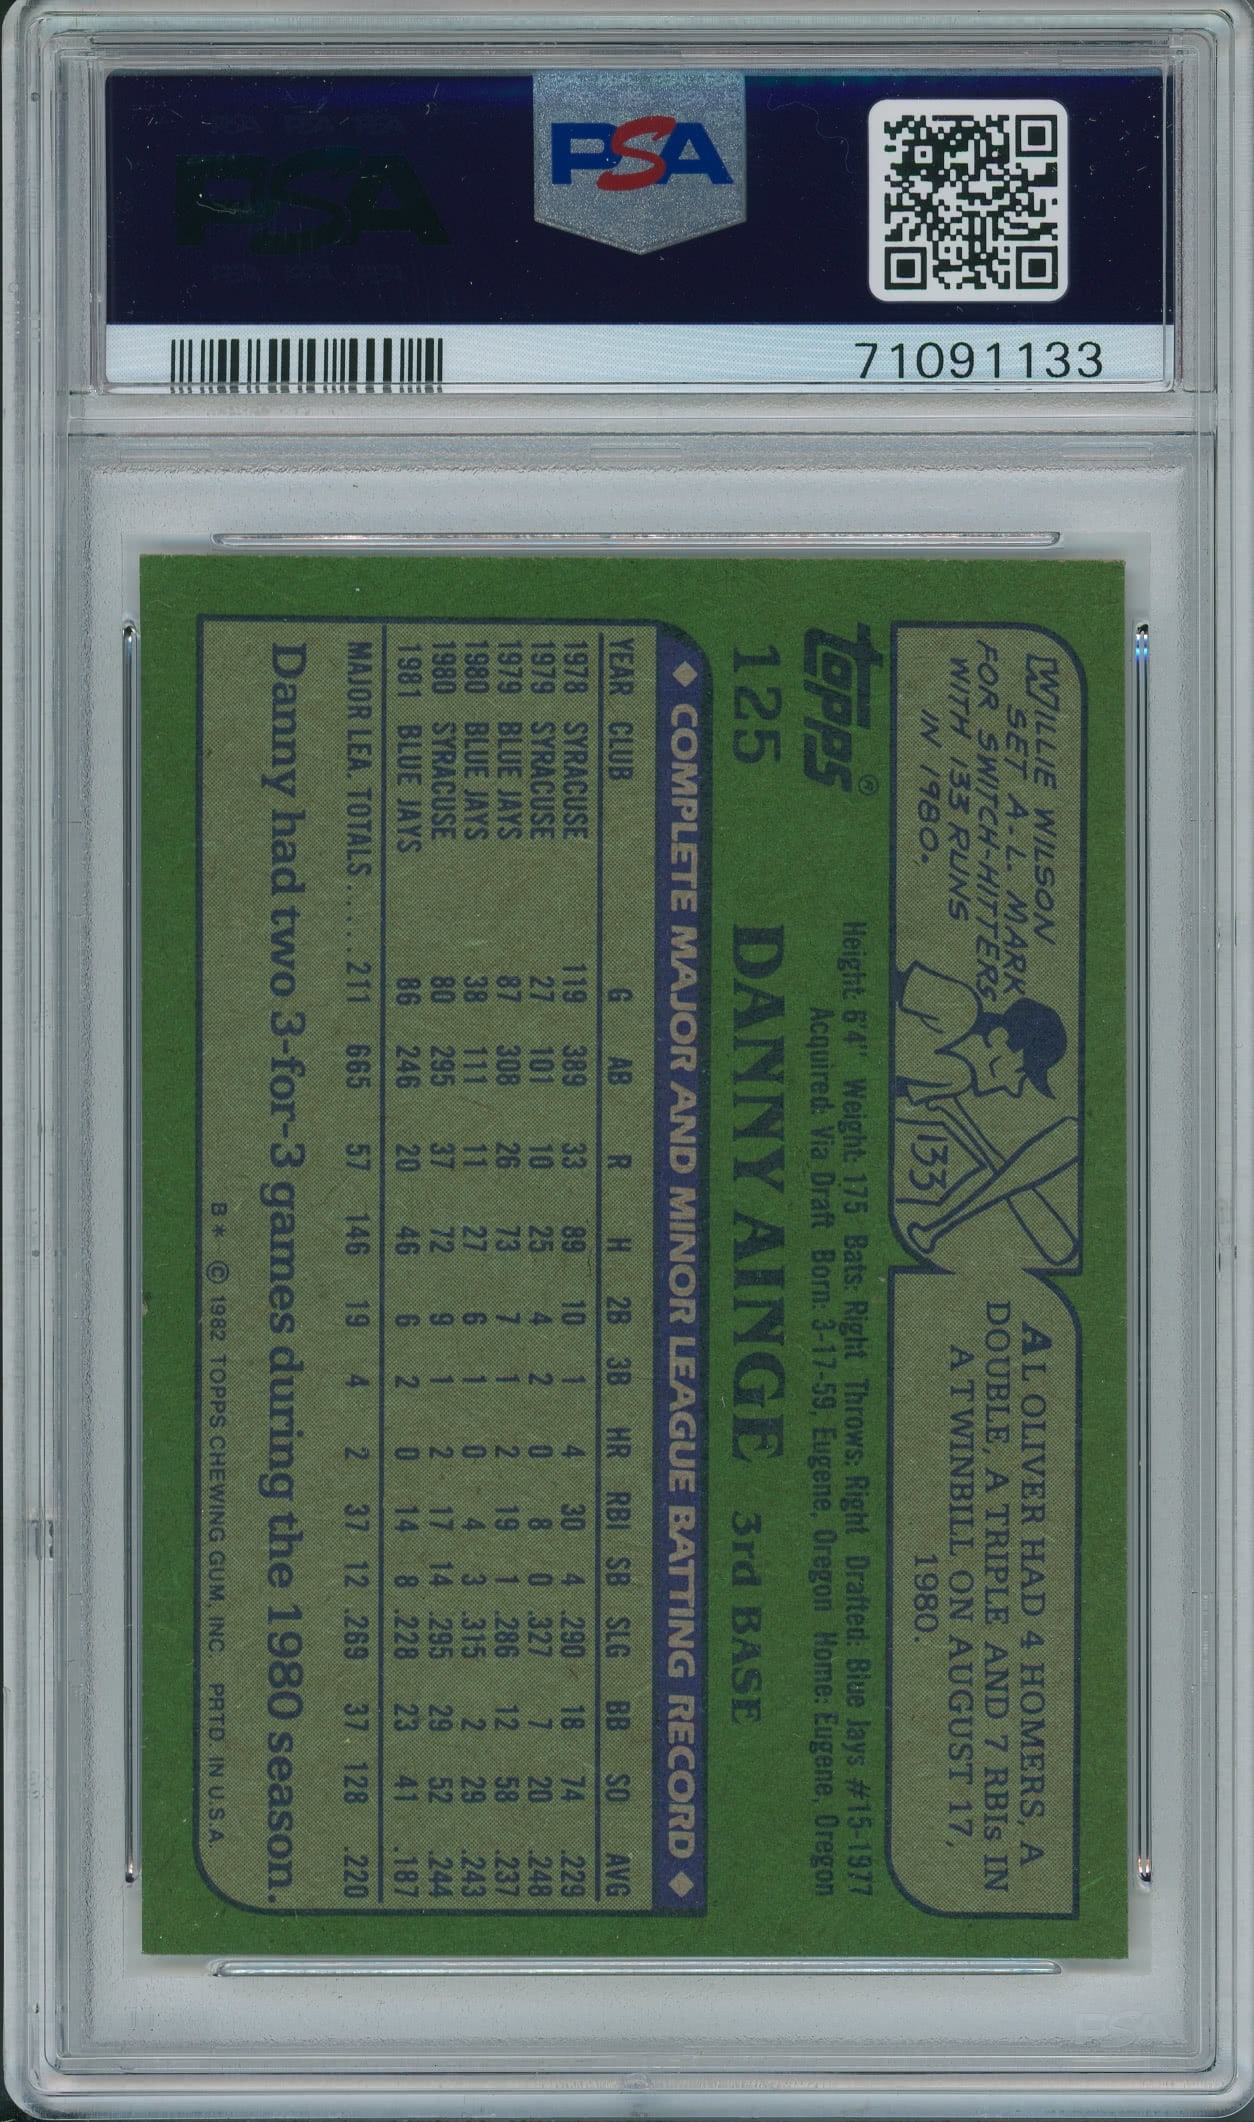 PSA
71091133
WILLIE WILSON
SET A.L. MARK
FOR SWITCH-HITTERS
WITH 133 RUNS
IN 1980.
133
AL OLIVER HAD 4 HOMERS, A
DOUBLE, A TRIPLE AND 7 RBIs IN
A TWINBILL ON AUGUST 17,
1980.
topps®
125
Height: 6'4" Weight: 175 Bats: Right Throws: Right Drafted: Blue Jays #15-1977
Acquired: Via Draft Born: 3-17-59, Eugene, Oregon Home: Eugene, Oregon
DANNY AINGE 3rd BASE
◆ COMPLETE MAJOR AND MINOR LEAGUE BATTING RECORD ◆
YEAR CLUB G AB R H 2B 3B HR RBI SB SLG BB SO AVG
1978 SYRACUSE 119 389 33 89 10 1 4 30 4 .290 18 74 .229
1979 SYRACUSE 27 101 10 25 4 2 0 8 0 .327 7 20 .248
1979 BLUE JAYS 87 308 26 73 7 1 2 19 1 .286 12 58 .237
1980 BLUE JAYS 38 111 11 27 6 1 0 4 3 .315 2 29 .243
1980 SYRACUSE 80 295 37 72 9 1 2 17 14 .295 29 52 .244
1981 BLUE JAYS 86 246 20 46 6 2 0 14 8 .228 23 41 .187
MAJOR LEA. TOTALS......211 665 57 146 19 4 2 37 12 .269 37 128 .220
Danny had two 3-for-3 games during the 1980 season.
B* © 1982 TOPPS CHEWING GUM, INC. PRTD. IN U.S.A.